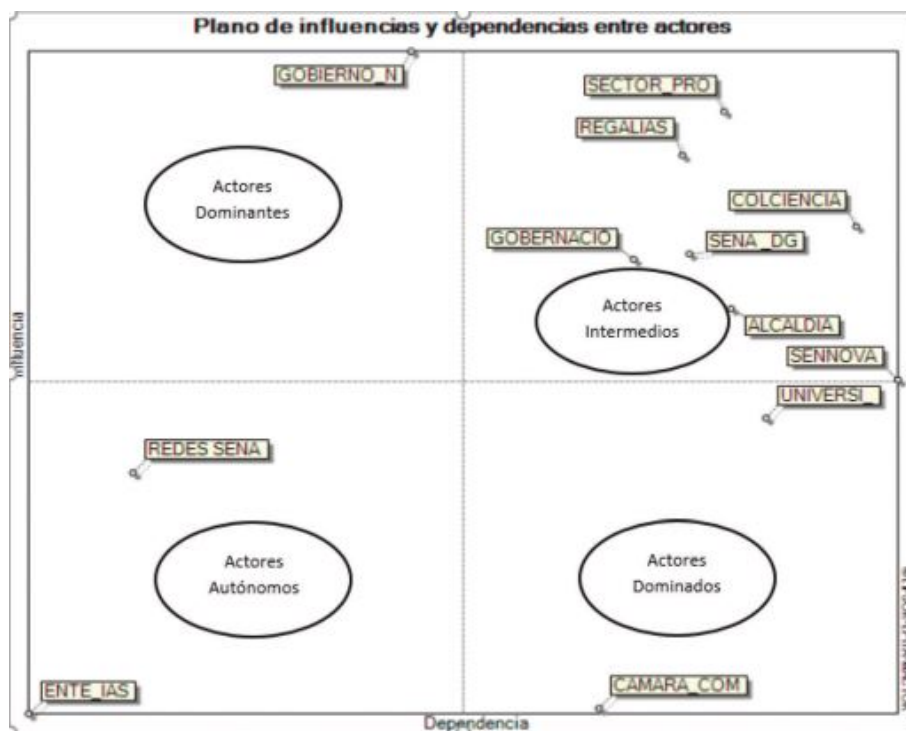 Plano de influencias y dependencias entre actores
GOBIERNO_N
SECTOR_PRO
REGALIAS
Actores
Dominantes
COLCIENCIA
GOBERNACIO
SENA_DG
Actores
Intermedios
ALCALDIA
Influencia
SENNOVA
UNIVERSI_
REDES SENA
Actores
Autónomos
Actores
Dominados
ENTE_IAS
CAMARA_COM
Dependencia